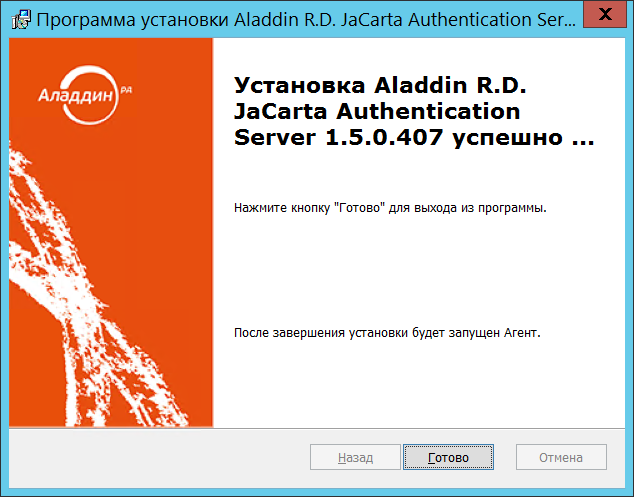 Программа установки Aladdin R.D. JaCarta Authentication Ser...
Аладдин РД
Установка Aladdin R.D.
JaCarta Authentication
Server 1.5.0.407 успешно ...
Нажмите кнопку "Готово" для выхода из программы.
После завершения установки будет запущен Агент.
Назад
Готово
Отмена